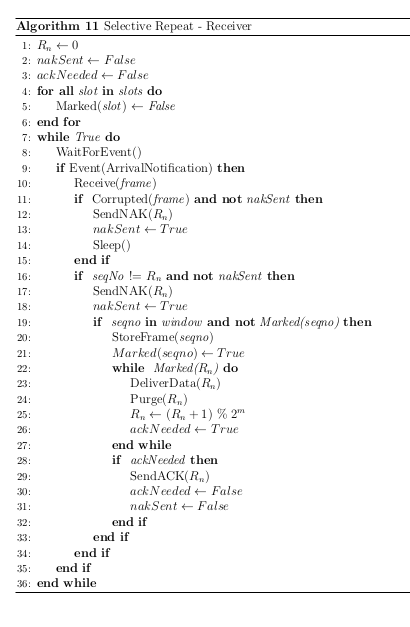 Algorithm 11 Selective Repeat - Receiver
1: Rₙ ← 0
2: nakSent ← False
3: ackNeeded ← False
4: for all slot in slots do
5: Marked(slot) ← False
6: end for
7: while True do
8: WaitForEvent()
9: if Event(ArrivalNotification) then
10: Receive(frame)
11: if Corrupted(frame) and not nakSent then
12: SendNAK(Rₙ)
13: nakSent ← True
14: Sleep()
15: end if
16: if seqNo != Rₙ and not nakSent then
17: SendNAK(Rₙ)
18: nakSent ← True
19: if seqno in window and not Marked(seqno) then
20: StoreFrame(seqno)
21: Marked(seqno) ← True
22: while Marked(Rₙ) do
23: DeliverData(Rₙ)
24: Purge(Rₙ)
25: Rₙ ← (Rₙ + 1) % 2ᵐ
26: ackNeeded ← True
27: end while
28: if ackNeeded then
29: SendACK(Rₙ)
30: ackNeeded ← False
31: nakSent ← False
32: end if
33: end if
34: end if
35: end if
36: end while